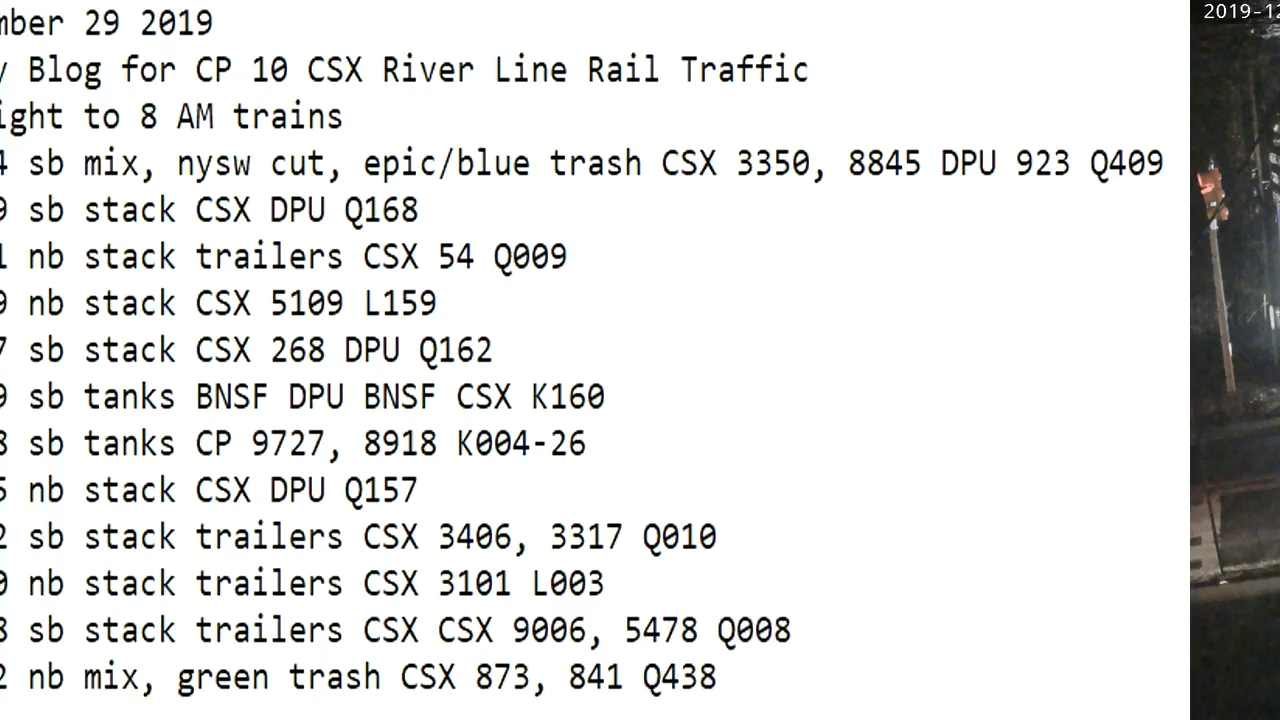 mber 29 2019
y Blog for CP 10 CSX River Line Rail Traffic
ight to 8 AM trains
4 sb mix, nysw cut, epic/blue trash CSX 3350, 8845 DPU 923 Q409
9 sb stack CSX DPU Q168
1 nb stack trailers CSX 54 Q009
9 nb stack CSX 5109 L159
7 sb stack CSX 268 DPU Q162
9 sb tanks BNSF DPU BNSF CSX K160
8 sb tanks CP 9727, 8918 K004-26
5 nb stack CSX DPU Q157
2 sb stack trailers CSX 3406, 3317 Q010
0 nb stack trailers CSX 3101 L003
8 sb stack trailers CSX CSX 9006, 5478 Q008
2 nb mix, green trash CSX 873, 841 Q438
2019-12